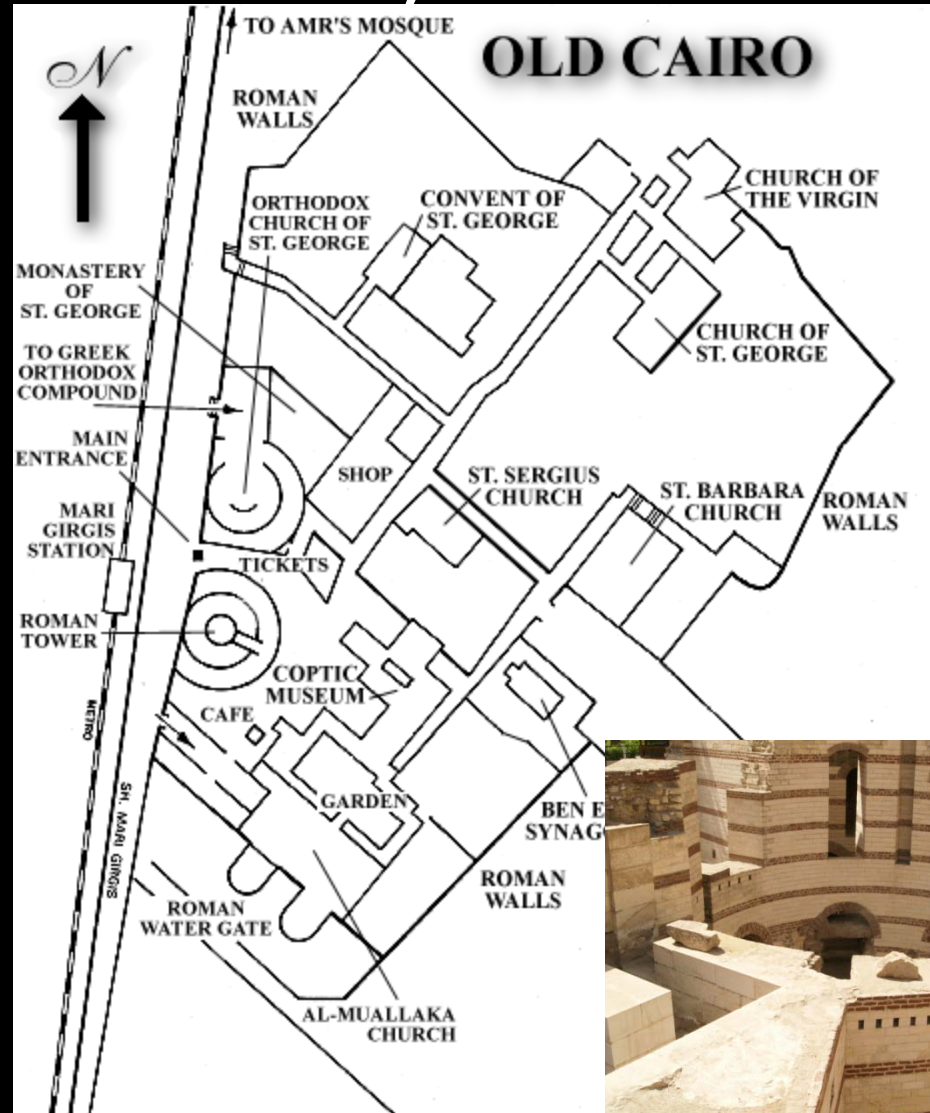 TO AMR'S MOSQUE
OLD CAIRO
N
ROMAN
WALLS
ORTHODOX
CHURCH OF
ST. GEORGE
CONVENT OF
ST. GEORGE
CHURCH OF
THE VIRGIN
MONASTERY
OF
ST. GEORGE
CHURCH OF
ST. GEORGE
TO GREEK
ORTHODOX
COMPOUND
MAIN
ENTRANCE
SHOP
ST. SERGIUS
CHURCH
ST. BARBARA
CHURCH
ROMAN
WALLS
MARI
GIRGIS
STATION
TICKETS
ROMAN
TOWER
COPTIC
MUSEUM
CAFE
METRO
SH. MARI GIRGIS
GARDEN
BEN E
SYNAG
ROMAN
WALLS
ROMAN
WATER GATE
AL-MUALLAKA
CHURCH